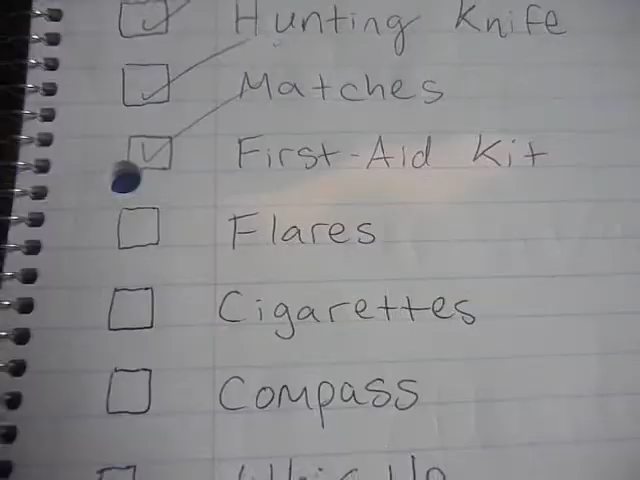 Hunting Knife
Matches
First-Aid Kit
Flares
Cigarettes
Compass